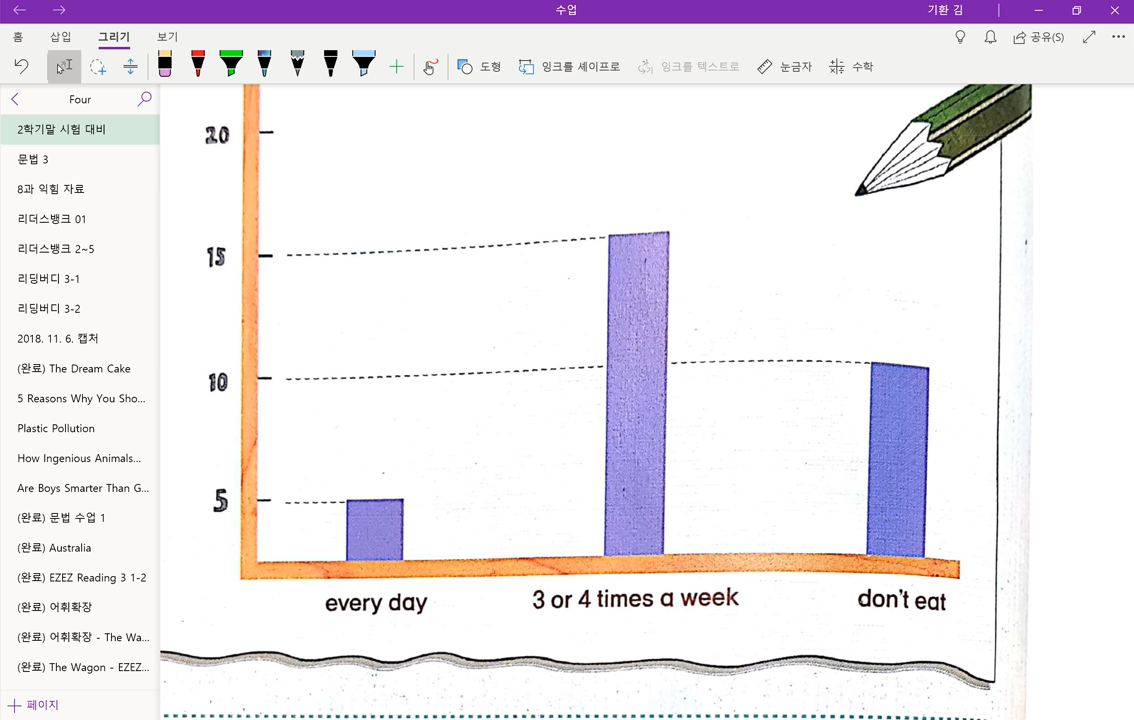 수업
기환 김
홈 삽입 그리기 보기
공유(S)
도형 잉크를 셰이프로 잉크를 텍스트로 눈금자 수학
Four
2학기말 시험 대비
문법 3
8과 익힘 자료
리더스뱅크 01
리더스뱅크 2~5
리딩버디 3-1
리딩버디 3-2
2018. 11. 6. 캡처
(완료) The Dream Cake
5 Reasons Why You Sho...
Plastic Pollution
How Ingenious Animals...
Are Boys Smarter Than G...
(완료) 문법 수업 1
(완료) Australia
(완료) EZEZ Reading 3 1-2
(완료) 어휘확장
(완료) 어휘확장 - The Wa...
(완료) The Wagon - EZEZ...
페이지
20
15
10
5
every day 3 or 4 times a week don't eat